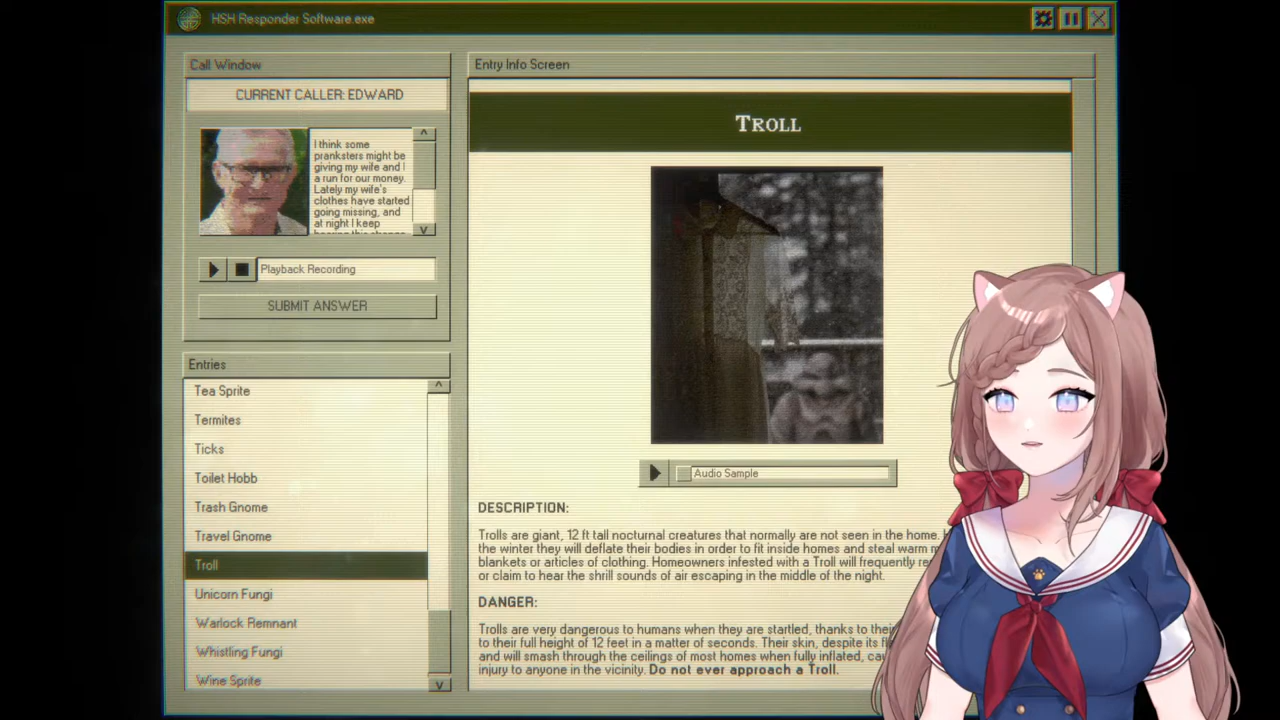 HSH Responder Software.exe
Call Window
CURRENT CALLER: EDWARD
I think some
pranksters might be
giving my wife and I
a run for our money.
Lately my wife's
clothes have started
going missing, and
at night I keep
Playback Recording
SUBMIT ANSWER
Entries
Tea Sprite
Termites
Ticks
Toilet Hobb
Trash Gnome
Travel Gnome
Troll
Unicorn Fungi
Warlock Remnant
Whistling Fungi
Wine Sprite
Entry Info Screen
TROLL
Audio Sample
DESCRIPTION:
Trolls are giant, 12 ft tall nocturnal creatures that normally are not seen in the home.
the winter they will deflate their bodies in order to fit inside homes and steal warm
blankets or articles of clothing. Homeowners infested with a Troll will frequently
or claim to hear the shrill sounds of air escaping in the middle of the night.
DANGER:
Trolls are very dangerous to humans when they are startled, thanks to their
to their full height of 12 feet in a matter of seconds. Their skin, despite its
and will smash through the ceilings of most homes when fully inflated,
injury to anyone in the vicinity. Do not ever approach a Troll.